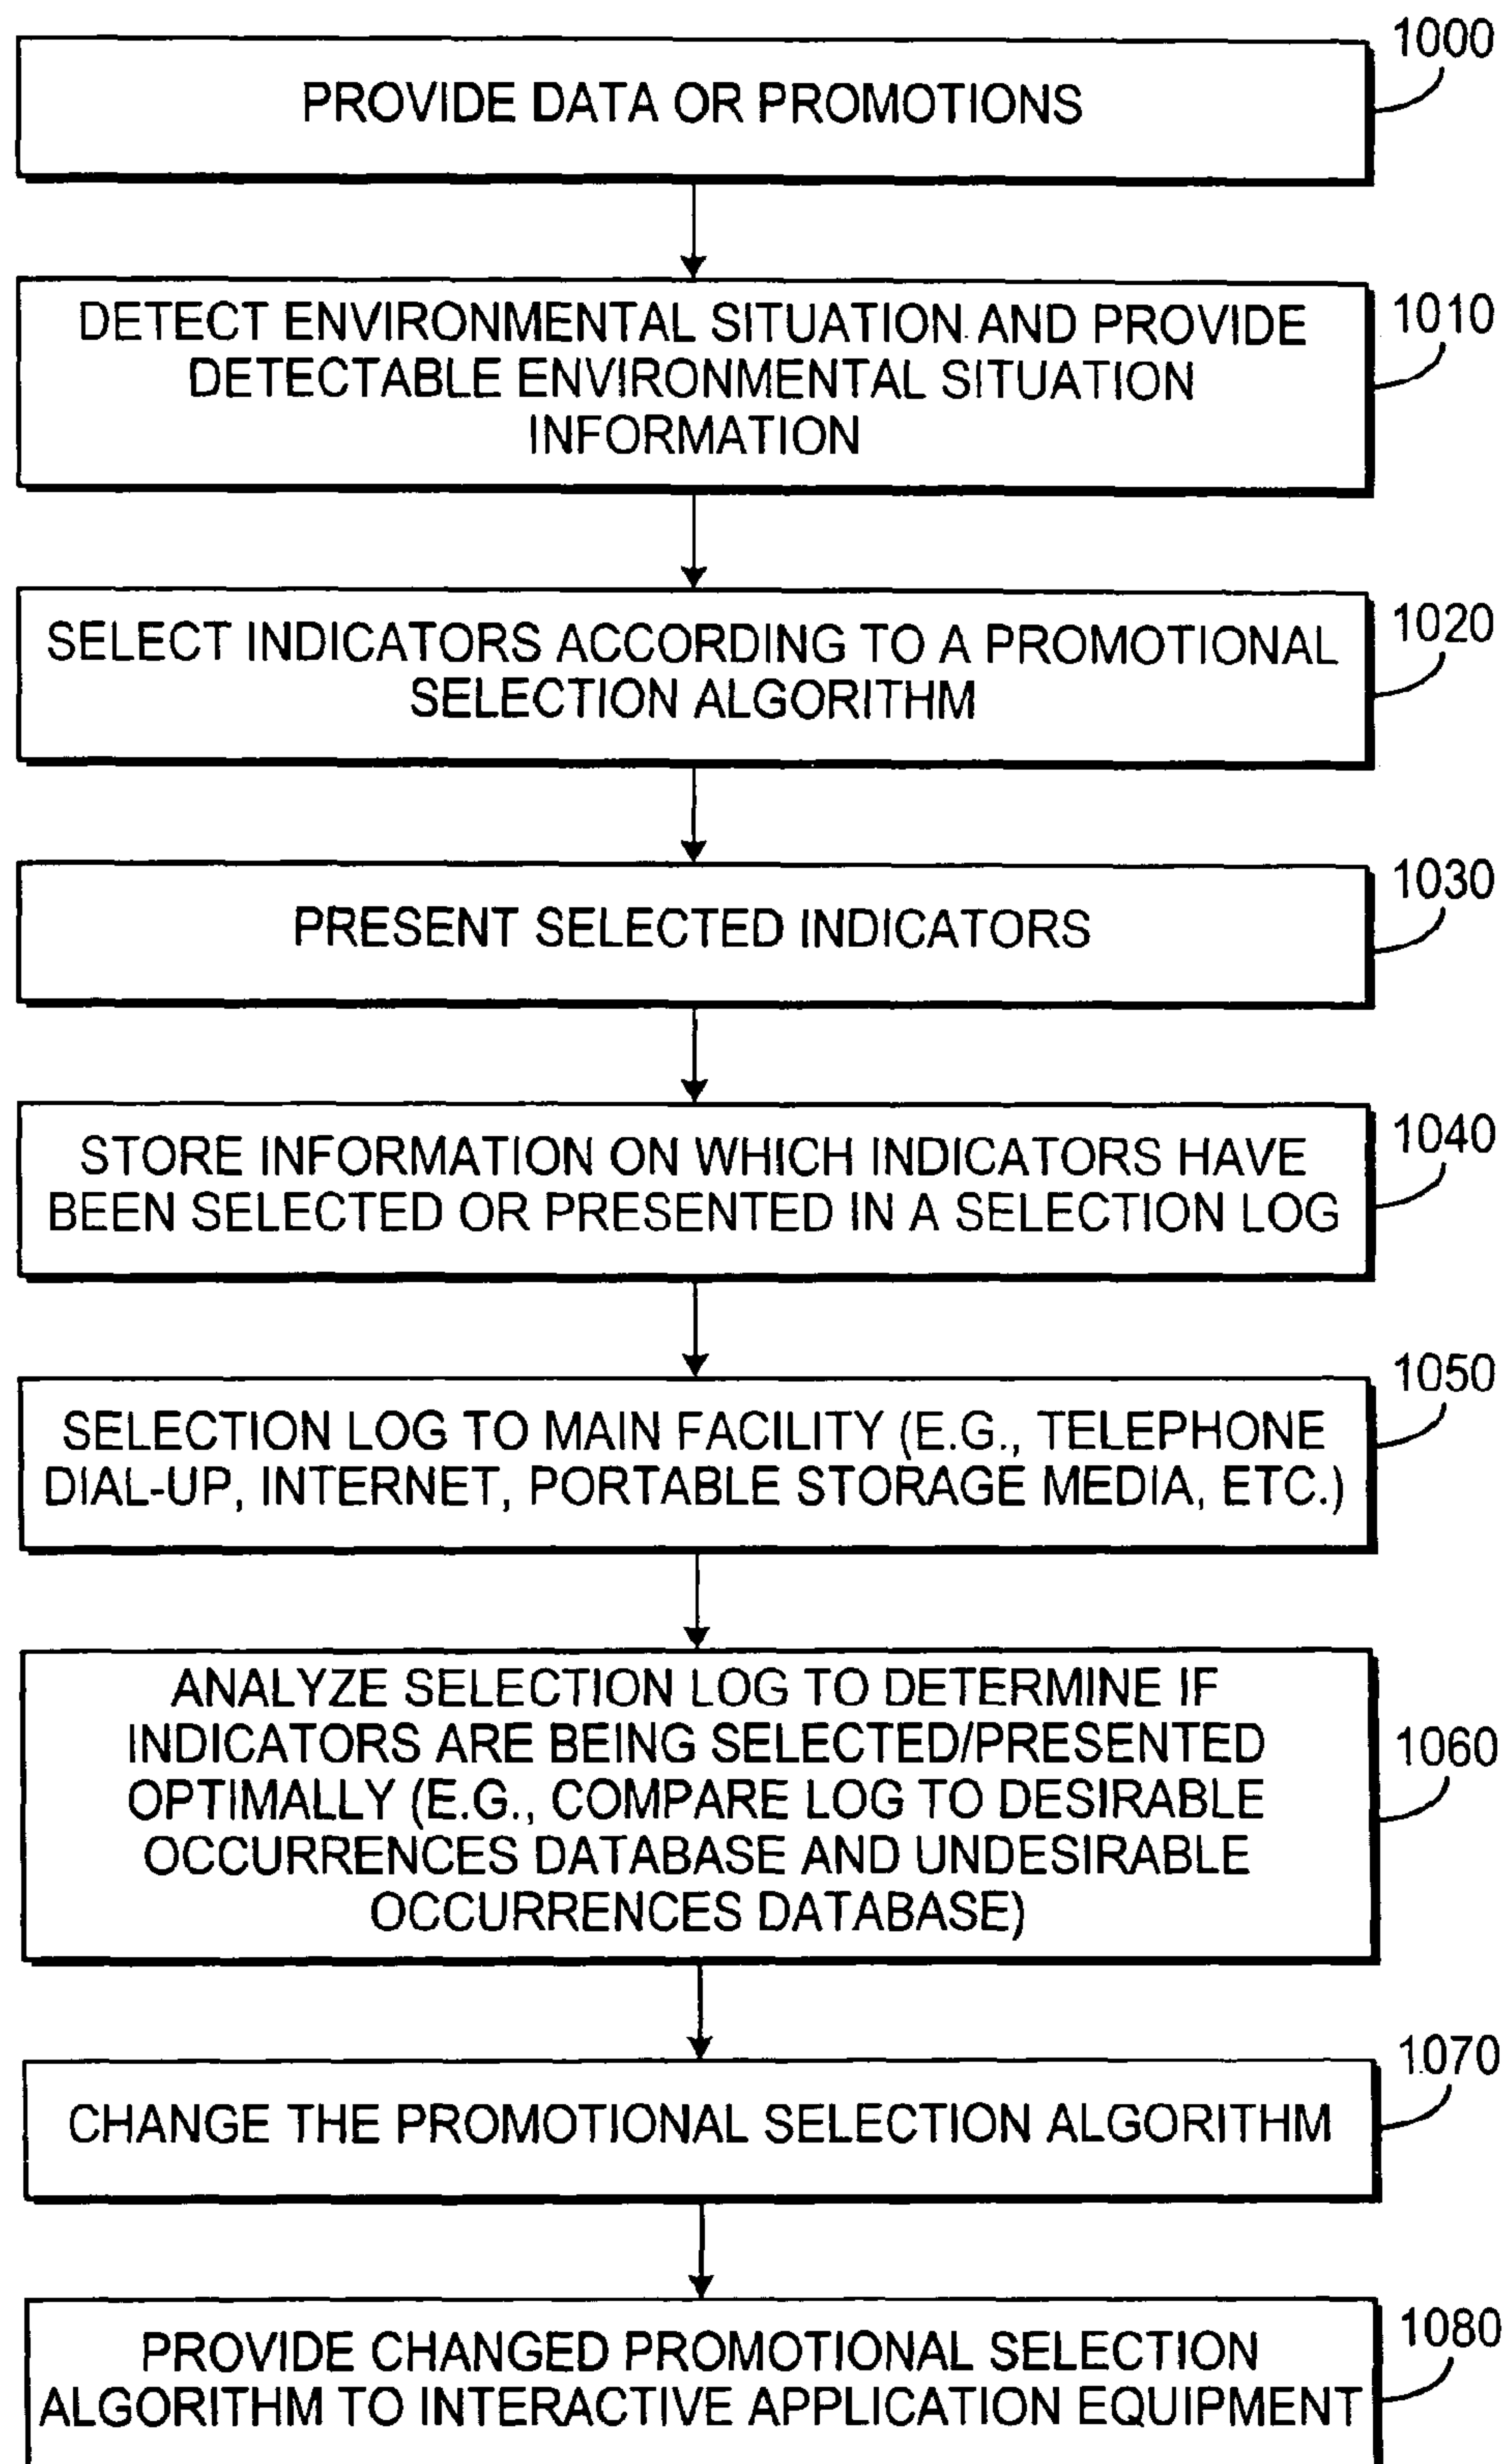 1000
PROVIDE DATA OR PROMOTIONS
1010
DETECT ENVIRONMENTAL SITUATION AND PROVIDE
DETECTABLE ENVIRONMENTAL SITUATION
INFORMATION
1020
SELECT INDICATORS ACCORDING TO A PROMOTIONAL
SELECTION ALGORITHM
1030
PRESENT SELECTED INDICATORS
1040
STORE INFORMATION ON WHICH INDICATORS HAVE
BEEN SELECTED OR PRESENTED IN A SELECTION LOG
1050
SELECTION LOG TO MAIN FACILITY (E.G., TELEPHONE
DIAL-UP, INTERNET, PORTABLE STORAGE MEDIA, ETC.)
1060
ANALYZE SELECTION LOG TO DETERMINE IF
INDICATORS ARE BEING SELECTED/PRESENTED
OPTIMALLY (E.G., COMPARE LOG TO DESIRABLE
OCCURRENCES DATABASE AND UNDESIRABLE
OCCURRENCES DATABASE)
1070
CHANGE THE PROMOTIONAL SELECTION ALGORITHM
1080
PROVIDE CHANGED PROMOTIONAL SELECTION
ALGORITHM TO INTERACTIVE APPLICATION EQUIPMENT